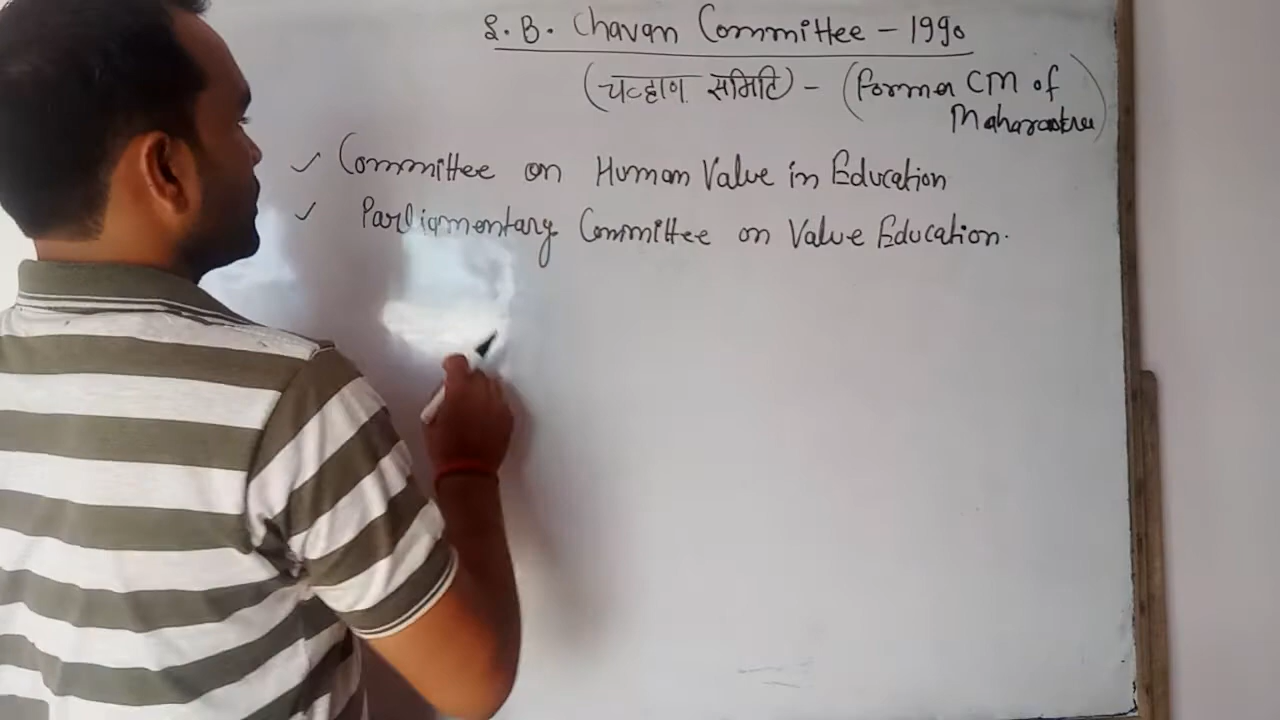 S. B. Chavan Committee - 1990
(चव्हाण समिति) - (Former CM of
Maharastra)
✓ Committee on Human Value in Education
✓ Parliamentary Committee on Value Education.